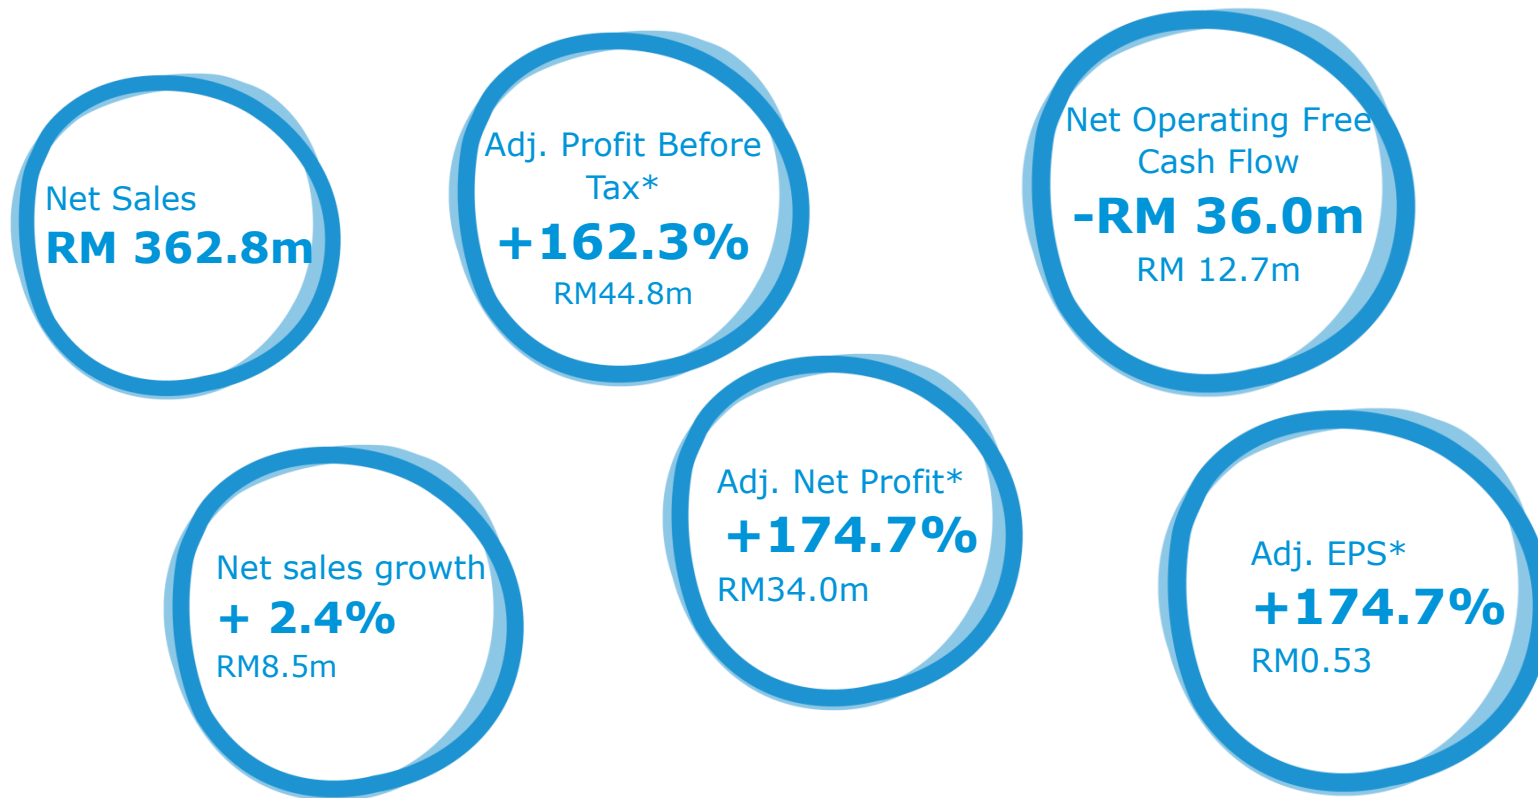 Net Sales
RM 362.8m
Adj. Profit Before
Tax*
+162.3%
RM44.8m
Net Operating Free
Cash Flow
-RM 36.0m
RM 12.7m
Net sales growth
+ 2.4%
RM8.5m
Adj. Net Profit*
+174.7%
RM34.0m
Adj. EPS*
+174.7%
RM0.53